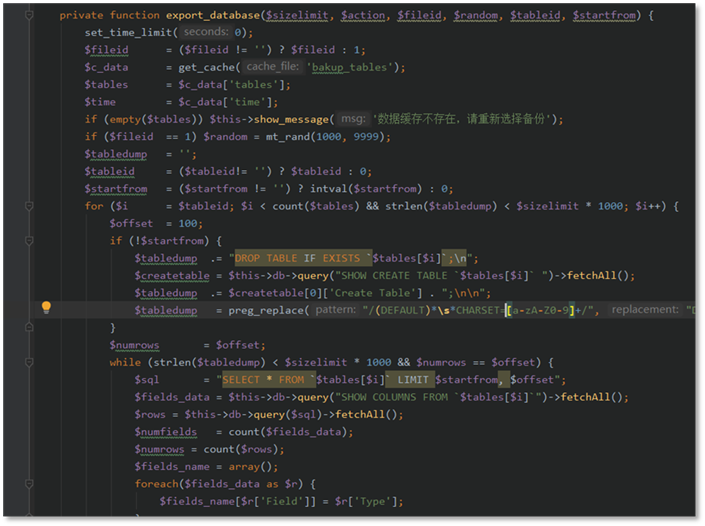 private function export_database($sizelimit, $action, $fileid, $random, $tableid, $startfrom) {
set_time_limit( seconds: 0);
$fileid = ($fileid != '') ? $fileid : 1;
$c_data = get_cache( cache_file: 'bakup_tables');
$tables = $c_data['tables'];
$time = $c_data['time'];
if (empty($tables)) $this->show_message( msg: '数据缓存不存在，请重新选择备份');
if ($fileid == 1) $random = mt_rand(1000, 9999);
$tabledump = '';
$tableid = ($tableid!= '') ? $tableid : 0;
$startfrom = ($startfrom != '') ? intval($startfrom) : 0;
for ($i = $tableid; $i < count($tables) && strlen($tabledump) < $sizelimit * 1000; $i++) {
$offset = 100;
if (!$startfrom) {
$tabledump .= "DROP TABLE IF EXISTS `$tables[$i]`;\n";
$createtable = $this->db->query("SHOW CREATE TABLE `$tables[$i]` ")->fetchAll();
$tabledump .= $createtable[0]['Create Table'] . ";\n\n";
$tabledump = preg_replace( pattern: "/(DEFAULT)*\s*CHARSET=[a-zA-Z0-9]+/", replacement: "D
}
$numrows = $offset;
while (strlen($tabledump) < $sizelimit * 1000 && $numrows == $offset) {
$sql = "SELECT * FROM `$tables[$i]` LIMIT $startfrom, $offset";
$fields_data = $this->db->query("SHOW COLUMNS FROM `$tables[$i]`")->fetchAll();
$rows = $this->db->query($sql)->fetchAll();
$numfields = count($fields_data);
$numrows = count($rows);
$fields_name = array();
foreach($fields_data as $r) {
$fields_name[$r['Field']] = $r['Type'];